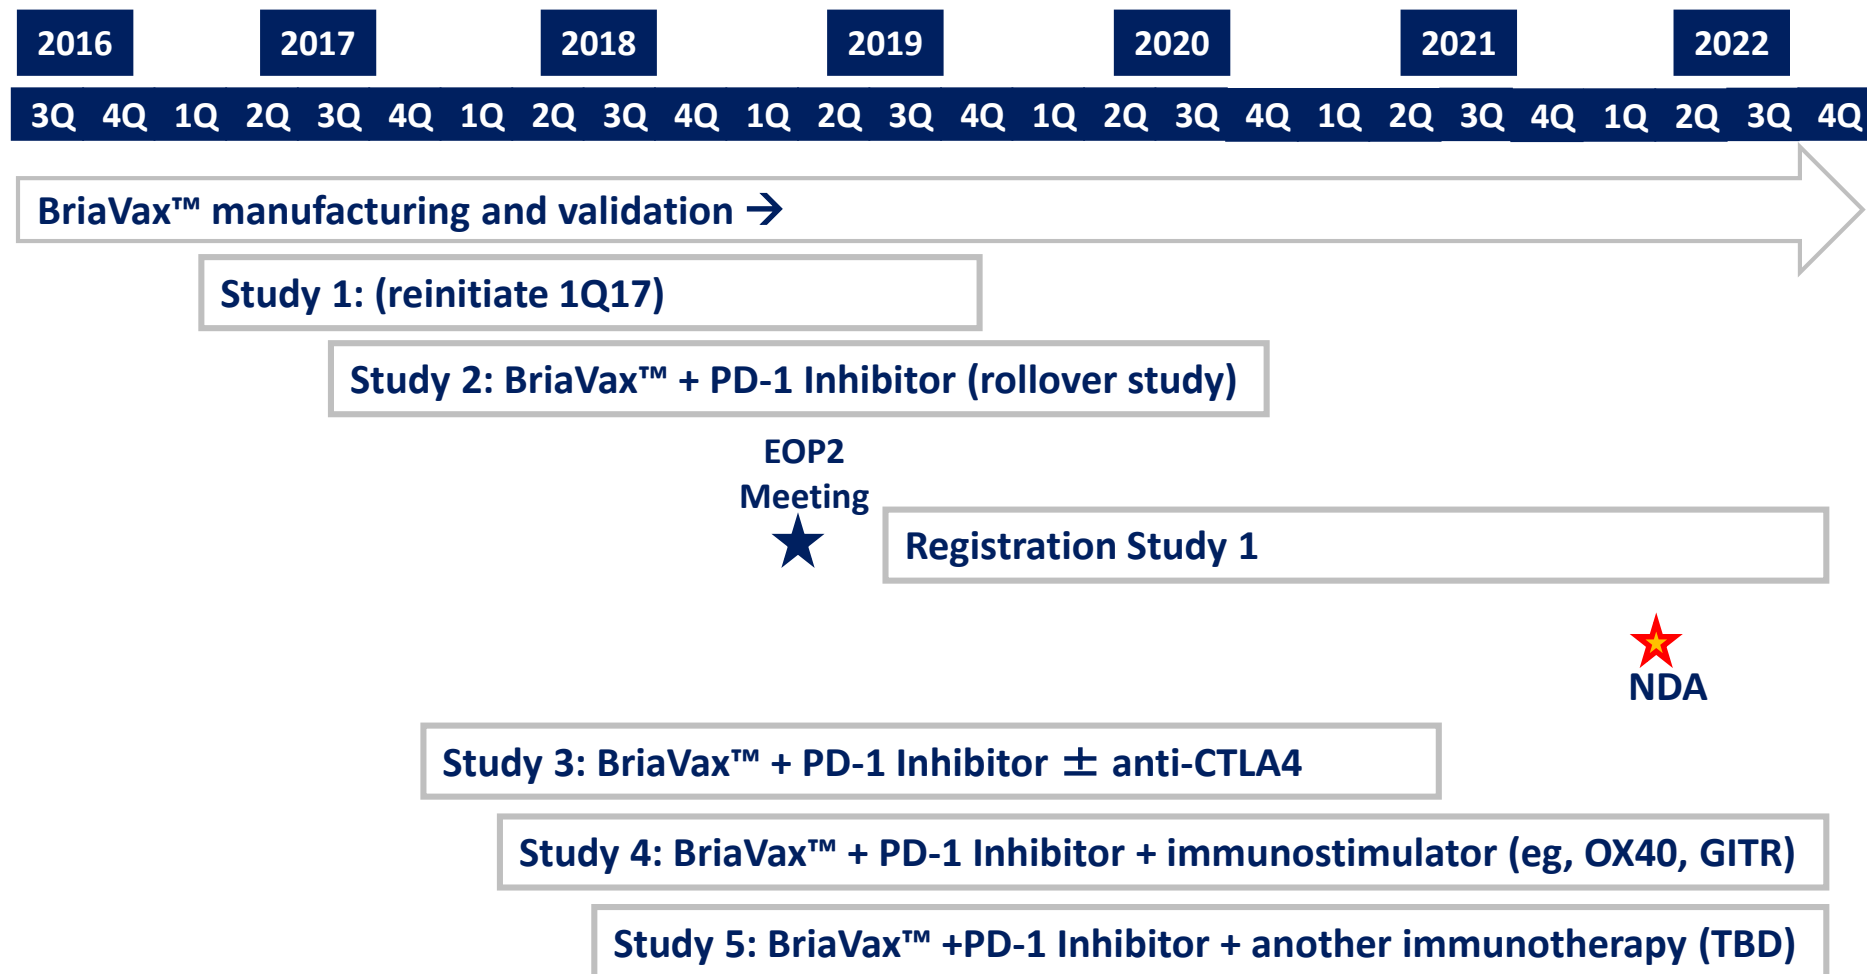 2016 2017 2018 2019 2020 2021 2022
3Q 4Q 1Q 2Q 3Q 4Q 1Q 2Q 3Q 4Q 1Q 2Q 3Q 4Q 1Q 2Q 3Q 4Q 1Q 2Q 3Q 4Q 1Q 2Q 3Q 4Q
BriaVax™ manufacturing and validation →
Study 1: (reinitiate 1Q17)
Study 2: BriaVax™ + PD-1 Inhibitor (rollover study)
EOP2
Meeting
Registration Study 1
NDA
Study 3: BriaVax™ + PD-1 Inhibitor ± anti-CTLA4
Study 4: BriaVax™ + PD-1 Inhibitor + immunostimulator (eg, OX40, GITR)
Study 5: BriaVax™ +PD-1 Inhibitor + another immunotherapy (TBD)